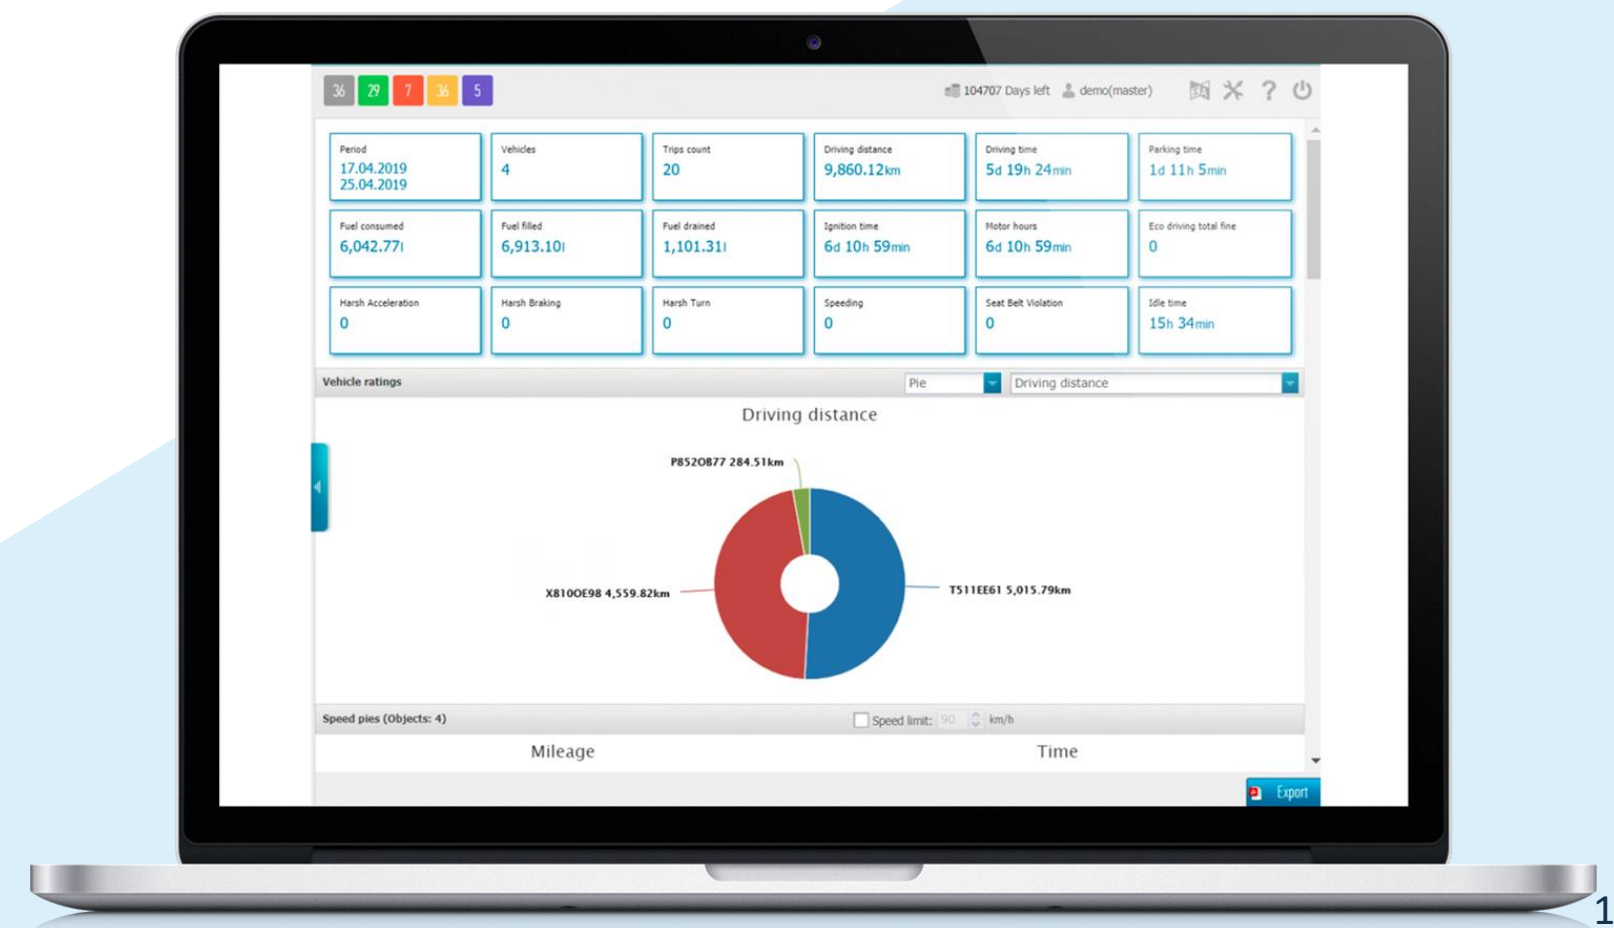 36 29 7 36 5
104707 Days left demo(master)
Period Vehicles Trips count Driving distance Driving time Parking time
17.04.2019 4 20 9,860.12km 5d 19h 24min 1d 11h 5min
25.04.2019
Fuel consumed Fuel filled Fuel drained Ignition time Motor hours Eco driving total fine
6,042.77l 6,913.10l 1,101.31l 6d 10h 59min 6d 10h 59min 0
Harsh Acceleration Harsh Braking Harsh Turn Speeding Seat Belt Violation Idle time
0 0 0 0 0 15h 34min
Vehicle ratings Pie Driving distance
Driving distance
P852OB77 284.51km
X810OE98 4,559.82km T511EE61 5,015.79km
Speed pies (Objects: 4) Speed limit: 90 km/h
Mileage Time
Export
1